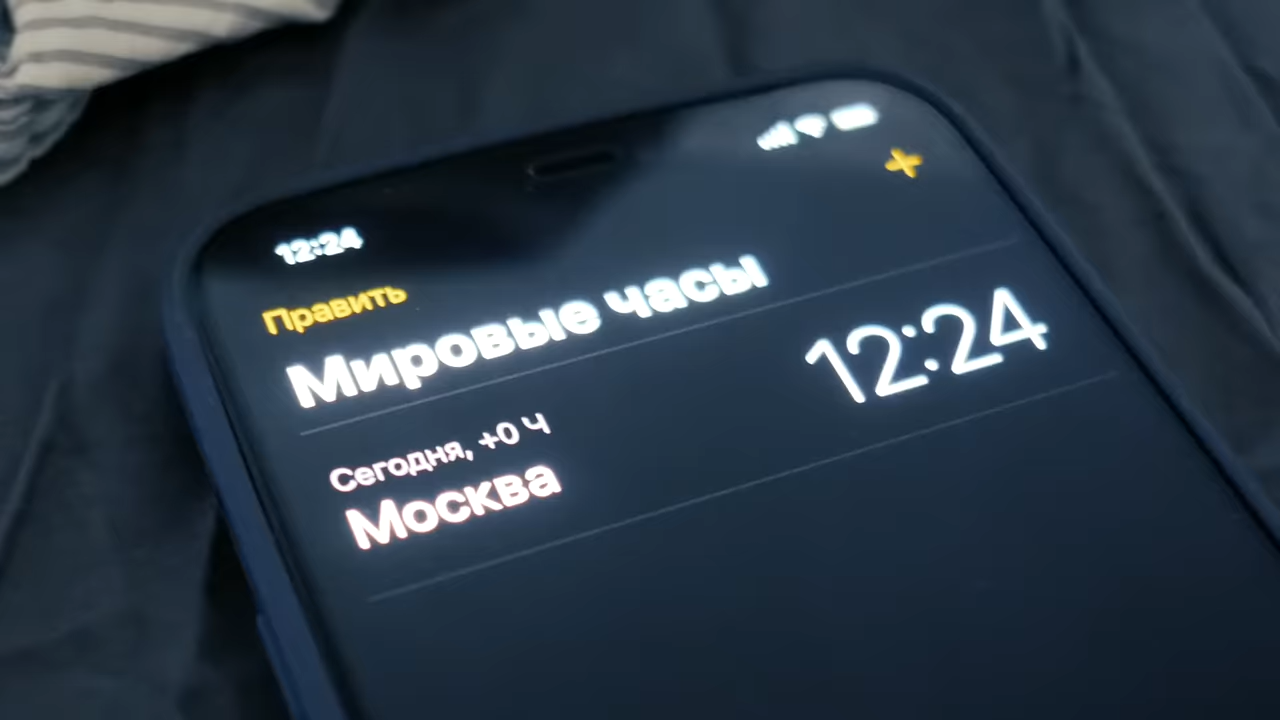 12:24
Править
+
Мировые часы
Сегодня, +0 Ч
Москва
12:24